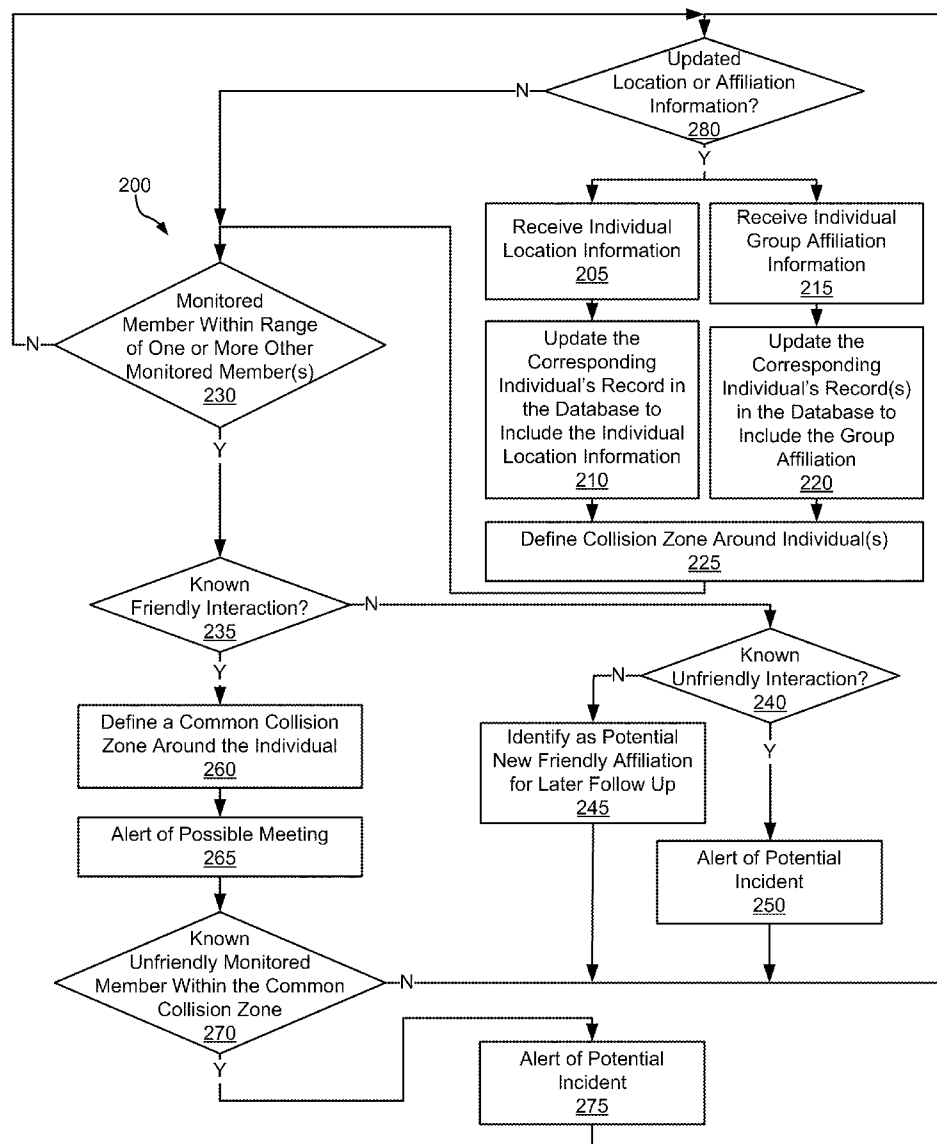 Updated
Location or Affiliation
Information?
280
N
Y
200
Receive Individual
Location Information
205
Receive Individual
Group Affiliation
Information
215
Monitored
Member Within Range
of One or More Other
Monitored Member(s)
230
N
Y
Update the
Corresponding
Individual's Record in
the Database to
Include the Individual
Location Information
210
Update the
Corresponding
Individual's Record(s)
in the Database to
Include the Group
Affiliation
220
Define Collision Zone Around Individual(s)
225
Known
Friendly Interaction?
235
N
Y
Known
Unfriendly Interaction?
240
N
Y
Define a Common Collision
Zone Around the Individual
260
Identify as Potential
New Friendly Affiliation
for Later Follow Up
245
Alert of Possible Meeting
265
Alert of Potential
Incident
250
Known
Unfriendly Monitored
Member Within the Common
Collision Zone
270
N
Y
Alert of Potential
Incident
275